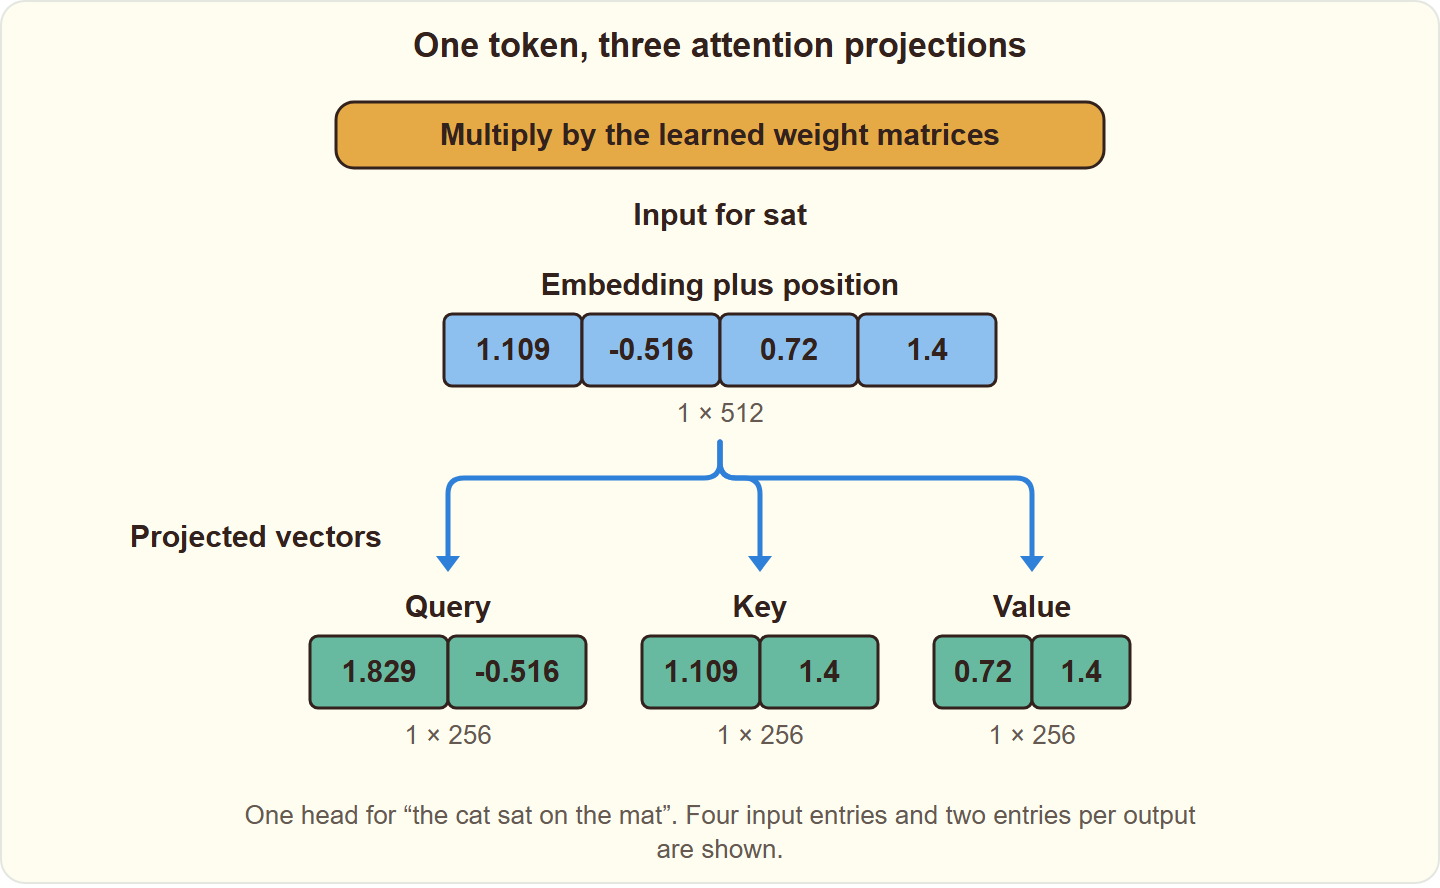 One token, three attention projections
Multiply by the learned weight matrices
Input for sat
Embedding plus position
1.109 -0.516 0.72 1.4
1 × 512
Projected vectors
Query Key Value
1.829 -0.516 1.109 1.4 0.72 1.4
1 × 256 1 × 256 1 × 256
One head for “the cat sat on the mat”. Four input entries and two entries per output
are shown.